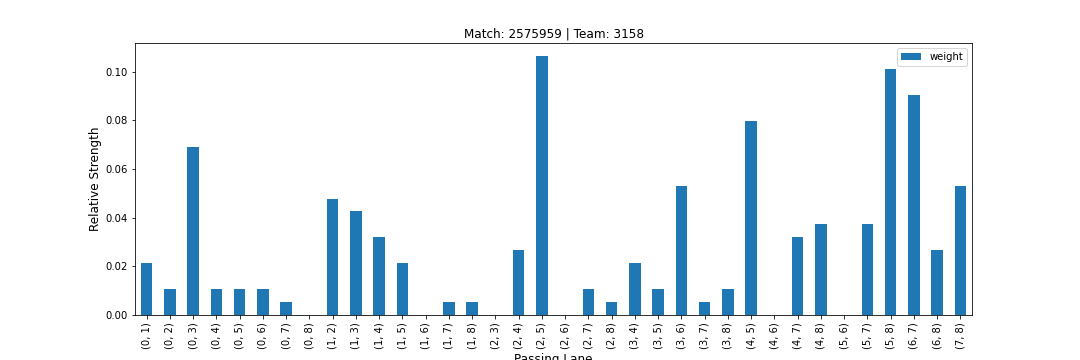 Match: 2575959 | Team: 3158
weight
Relative Strength
0.10
0.08
0.06
0.04
0.02
0.00
(0, 1) (0, 2) (0, 3) (0, 4) (0, 5) (0, 6) (0, 7) (0, 8) (1, 2) (1, 3) (1, 4) (1, 5) (1, 6) (1, 7) (1, 8) (2, 3) (2, 4) (2, 5) (2, 6) (2, 7) (2, 8) (3, 4) (3, 5) (3, 6) (3, 7) (3, 8) (4, 5) (4, 6) (4, 7) (4, 8) (5, 6) (5, 7) (5, 8) (6, 7) (6, 8) (7, 8)
Passing Lane